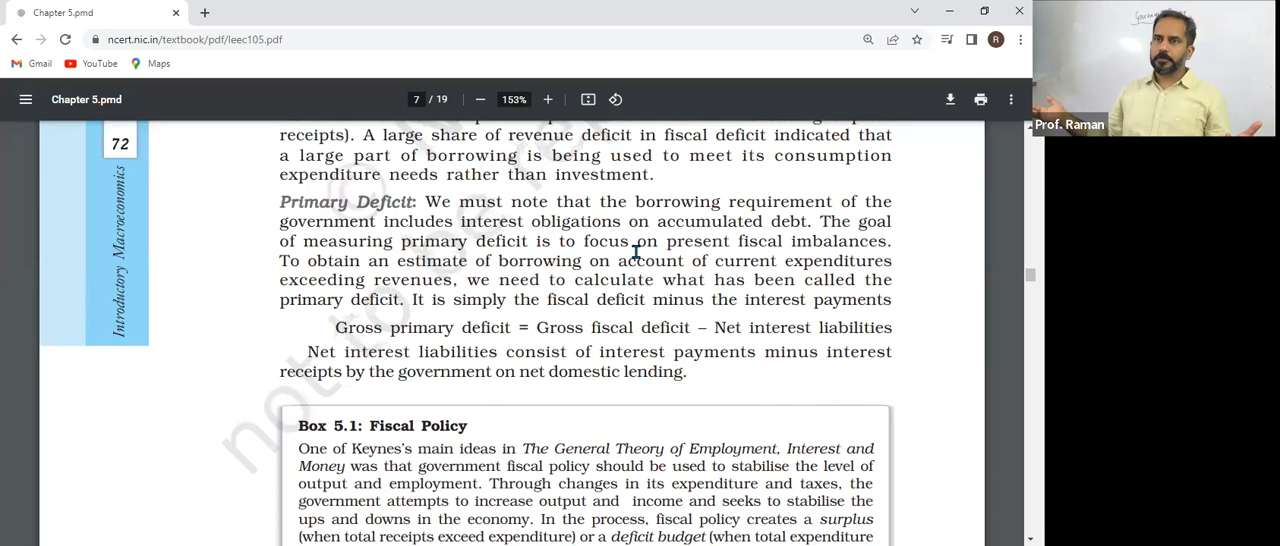 Chapter 5.pmd
ncert.nic.in/textbook/pdf/leec105.pdf
R
Gmail
YouTube
Maps
Chapter 5.pmd
7 / 19
153%
Prof. Raman
72
Introductory Macroeconomics
receipts). A large share of revenue deficit in fiscal deficit indicated that
a large part of borrowing is being used to meet its consumption
expenditure needs rather than investment.
Primary Deficit: We must note that the borrowing requirement of the
government includes interest obligations on accumulated debt. The goal
of measuring primary deficit is to focus on present fiscal imbalances.
To obtain an estimate of borrowing on account of current expenditures
exceeding revenues, we need to calculate what has been called the
primary deficit. It is simply the fiscal deficit minus the interest payments
Gross primary deficit = Gross fiscal deficit – Net interest liabilities
Net interest liabilities consist of interest payments minus interest
receipts by the government on net domestic lending.
not to be rep
Box 5.1: Fiscal Policy
One of Keynes's main ideas in The General Theory of Employment, Interest and
Money was that government fiscal policy should be used to stabilise the level of
output and employment. Through changes in its expenditure and taxes, the
government attempts to increase output and income and seeks to stabilise the
ups and downs in the economy. In the process, fiscal policy creates a surplus
(when total receipts exceed expenditure) or a deficit budget (when total expenditure